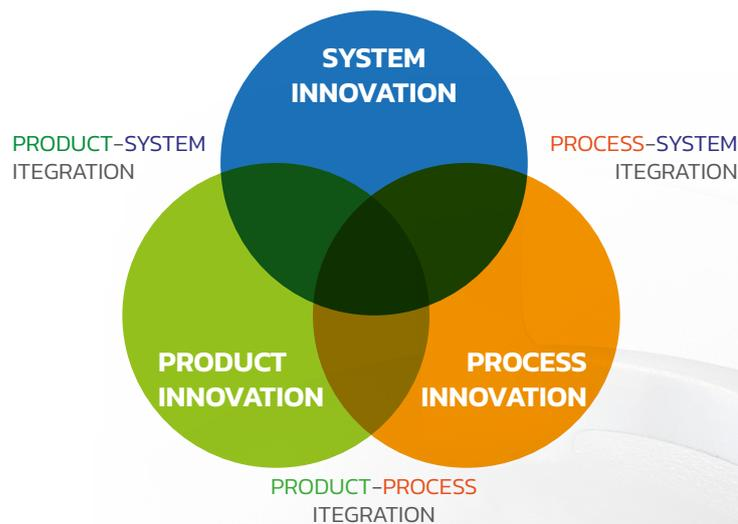 SYSTEM
INNOVATION
PRODUCT-SYSTEM
ITEGRATION
PROCESS-SYSTEM
ITEGRATION
PRODUCT
INNOVATION
PROCESS
INNOVATION
PRODUCT-PROCESS
ITEGRATION